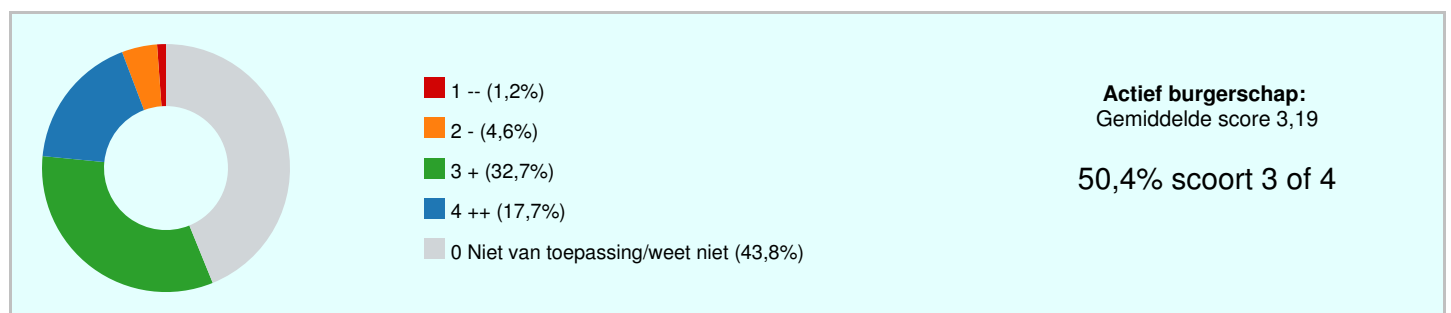 1 -- (1,2%)
2 - (4,6%)
3 + (32,7%)
4 ++ (17,7%)
0 Niet van toepassing/weet niet (43,8%)
Actief burgerschap:
Gemiddelde score 3,19
50,4% scoort 3 of 4